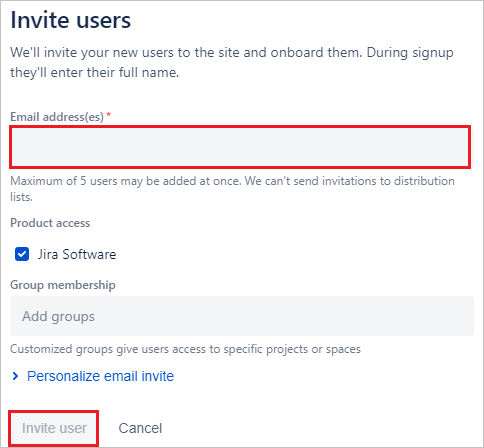 Invite users
We'll invite your new users to the site and onboard them. During signup
they'll enter their full name.
Email address(es) *
Maximum of 5 users may be added at once. We can't send invitations to distribution
lists.
Product access
Jira Software
Group membership
Add groups
Customized groups give users access to specific projects or spaces
Personalize email invite
Invite user Cancel